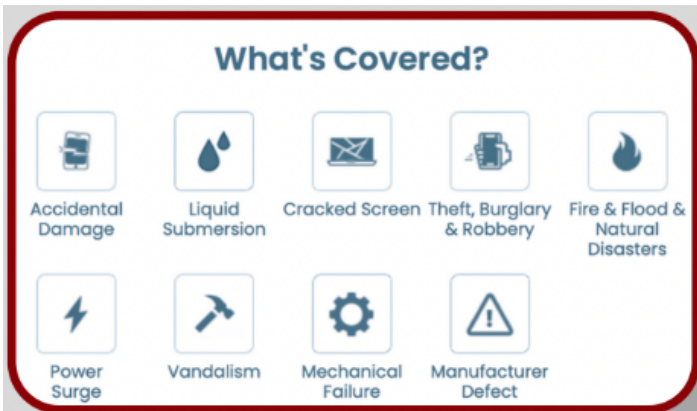 What's Covered?
Accidental
Damage
Liquid
Submersion
Cracked Screen
Theft, Burglary
& Robbery
Fire & Flood &
Natural
Disasters
Power
Surge
Vandalism
Mechanical
Failure
Manufacturer
Defect